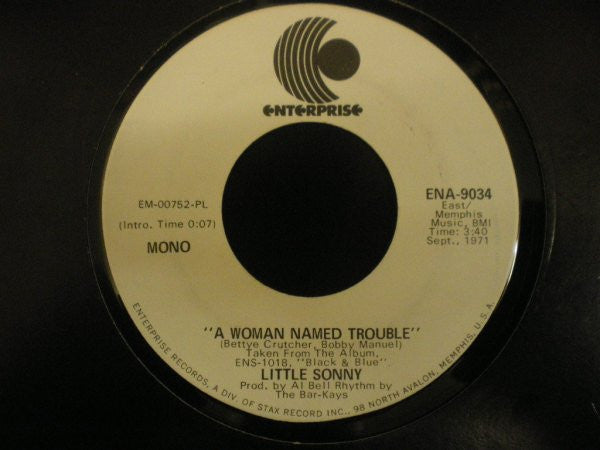 ENTERPRISE
EM-00752-PL
(Intro. Time 0:07)
MONO
ENA-9034
East/
Memphis
Music, BMI
Time: 3:40
Sept., 1971
"A WOMAN NAMED TROUBLE"
(Bettye Crutcher, Bobby Manuel)
Taken From The Album,
ENS-1018, "Black & Blue"
LITTLE SONNY
Prod. by Al Bell Rhythm by
The Bar-Kays
ENTERPRISE RECORDS, A DIV. OF STAX RECORD INC., 98 NORTH AVALON, MEMPHIS, U.S.A.